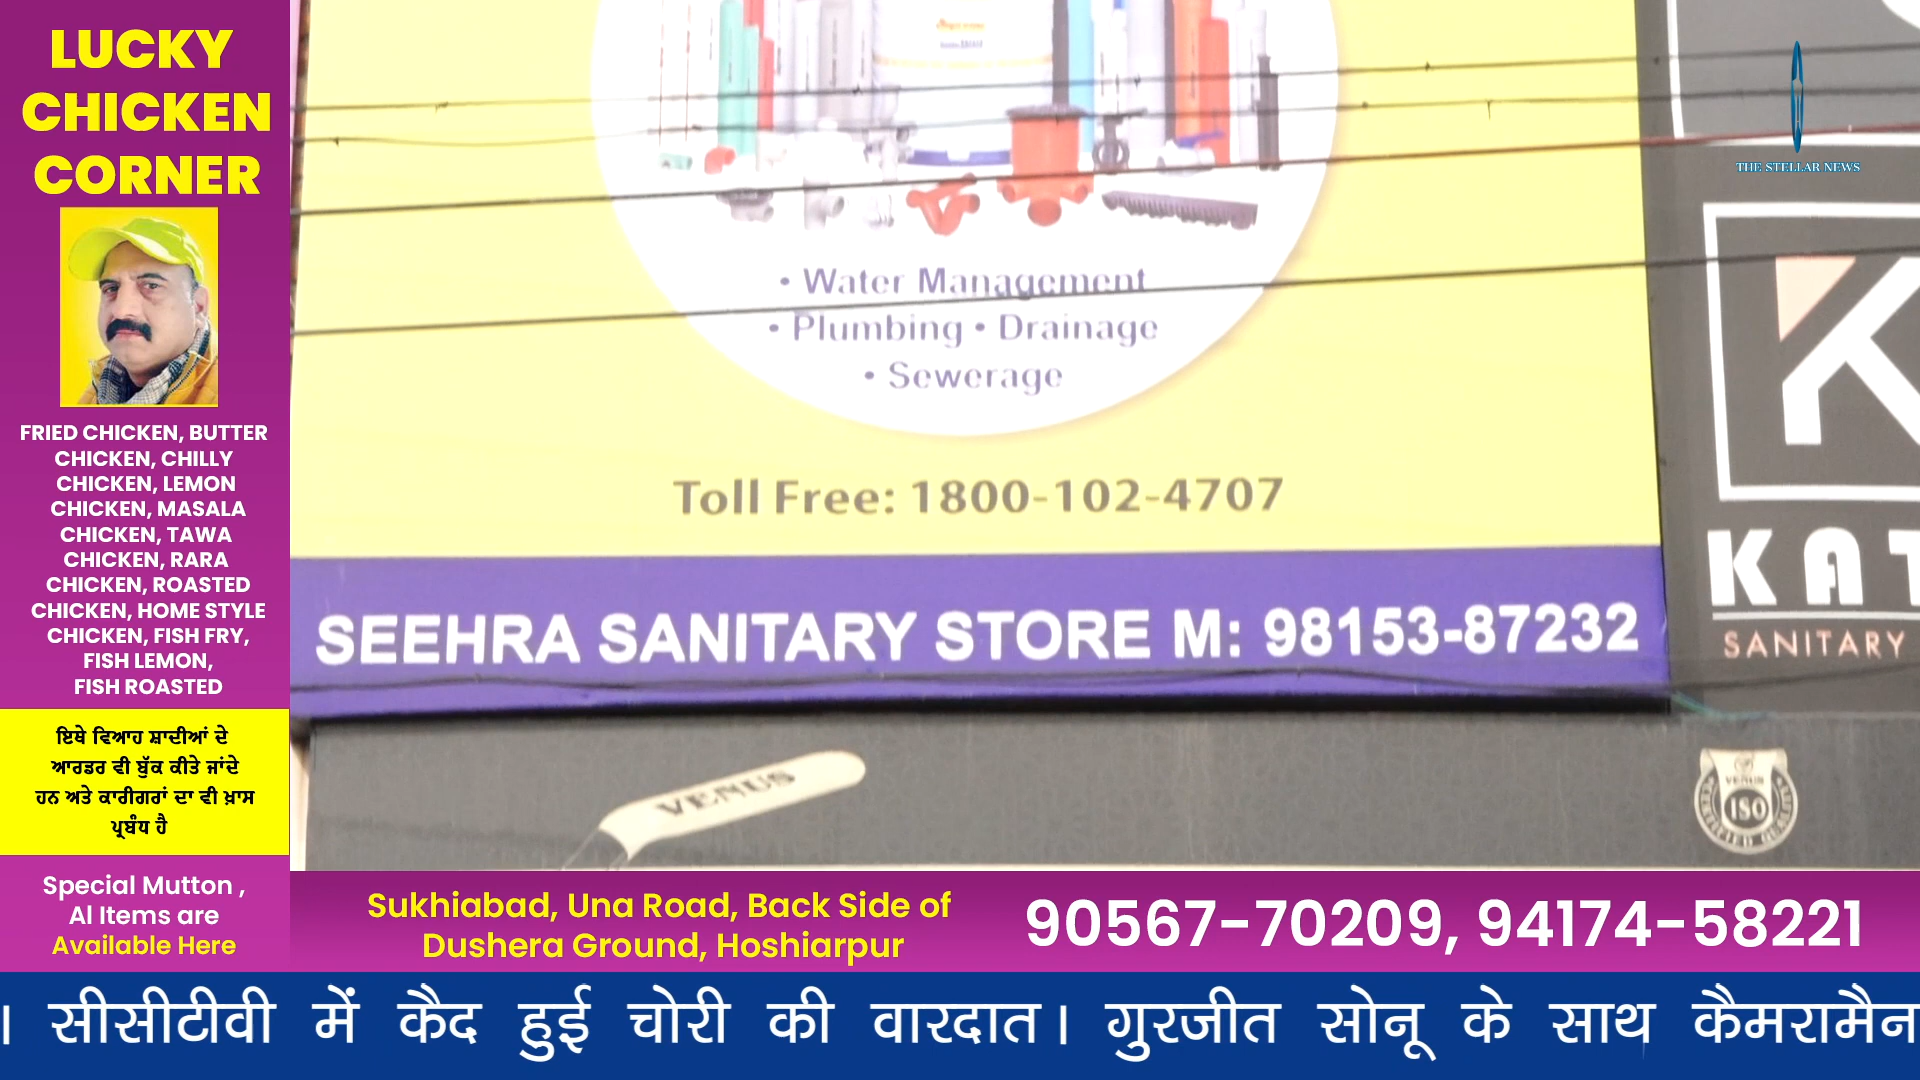 LUCKY
CHICKEN
CORNER
FRIED CHICKEN, BUTTER
CHICKEN, CHILLY
CHICKEN, LEMON
CHICKEN, MASALA
CHICKEN, TAWA
CHICKEN, RARA
CHICKEN, ROASTED
CHICKEN, HOME STYLE
CHICKEN, FISH FRY,
FISH LEMON,
FISH ROASTED
ਇਥੇ ਵਿਆਹ ਸ਼ਾਦੀਆਂ ਦੇ
ਆਰਡਰ ਵੀ ਬੁੱਕ ਕੀਤੇ ਜਾਂਦੇ
ਹਨ ਅਤੇ ਕਾਰੀਗਰਾਂ ਦਾ ਵੀ ਖ਼ਾਸ
ਪ੍ਰਬੰਧ ਹੈ
Special Mutton ,
Al Items are
Available Here
THE STELLAR NEWS
• Water Management
• Plumbing • Drainage
• Sewerage
Toll Free: 1800-102-4707
SEEHRA SANITARY STORE M: 98153-87232
K
KAT
SANITARY
VENUS
VENUS
ISO
Sukhiabad, Una Road, Back Side of
Dushera Ground, Hoshiarpur
90567-70209, 94174-58221
। सीसीटीवी में कैद हुई चोरी की वारदात। गुरजीत सोनू के साथ कैमरामैन